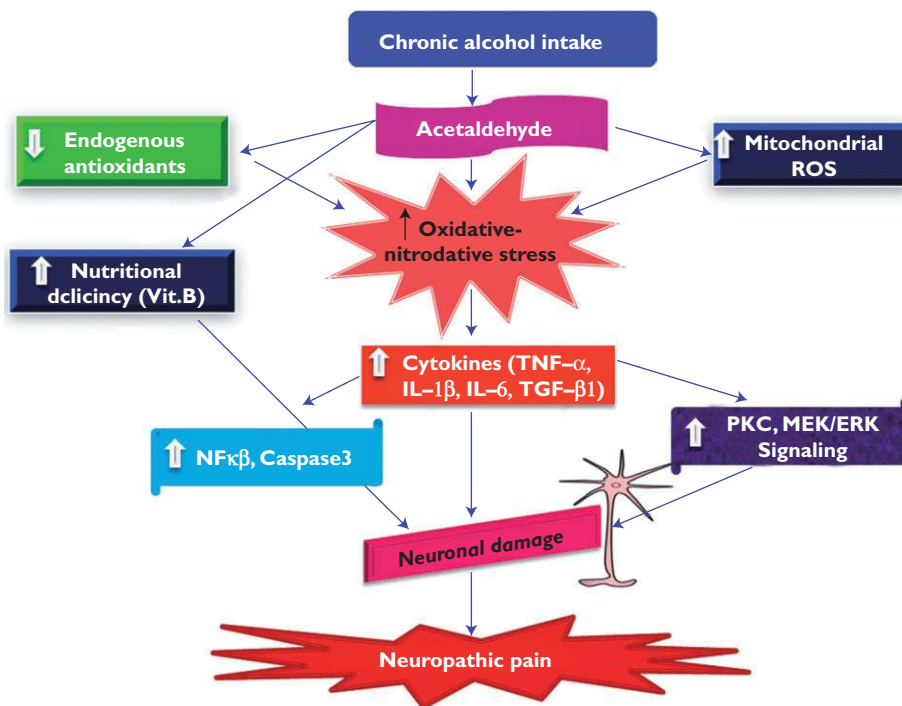 Chronic alcohol intake
Acetaldehyde
Endogenous
antioxidants
Mitochondrial
ROS
Oxidative-
nitrodative stress
Nutritional
dclicincy (Vit.B)
Cytokines (TNF–α,
IL–1β, IL–6, TGF–β1)
NFκβ, Caspase3
PKC, MEK/ERK
Signaling
Neuronal damage
Neuropathic pain